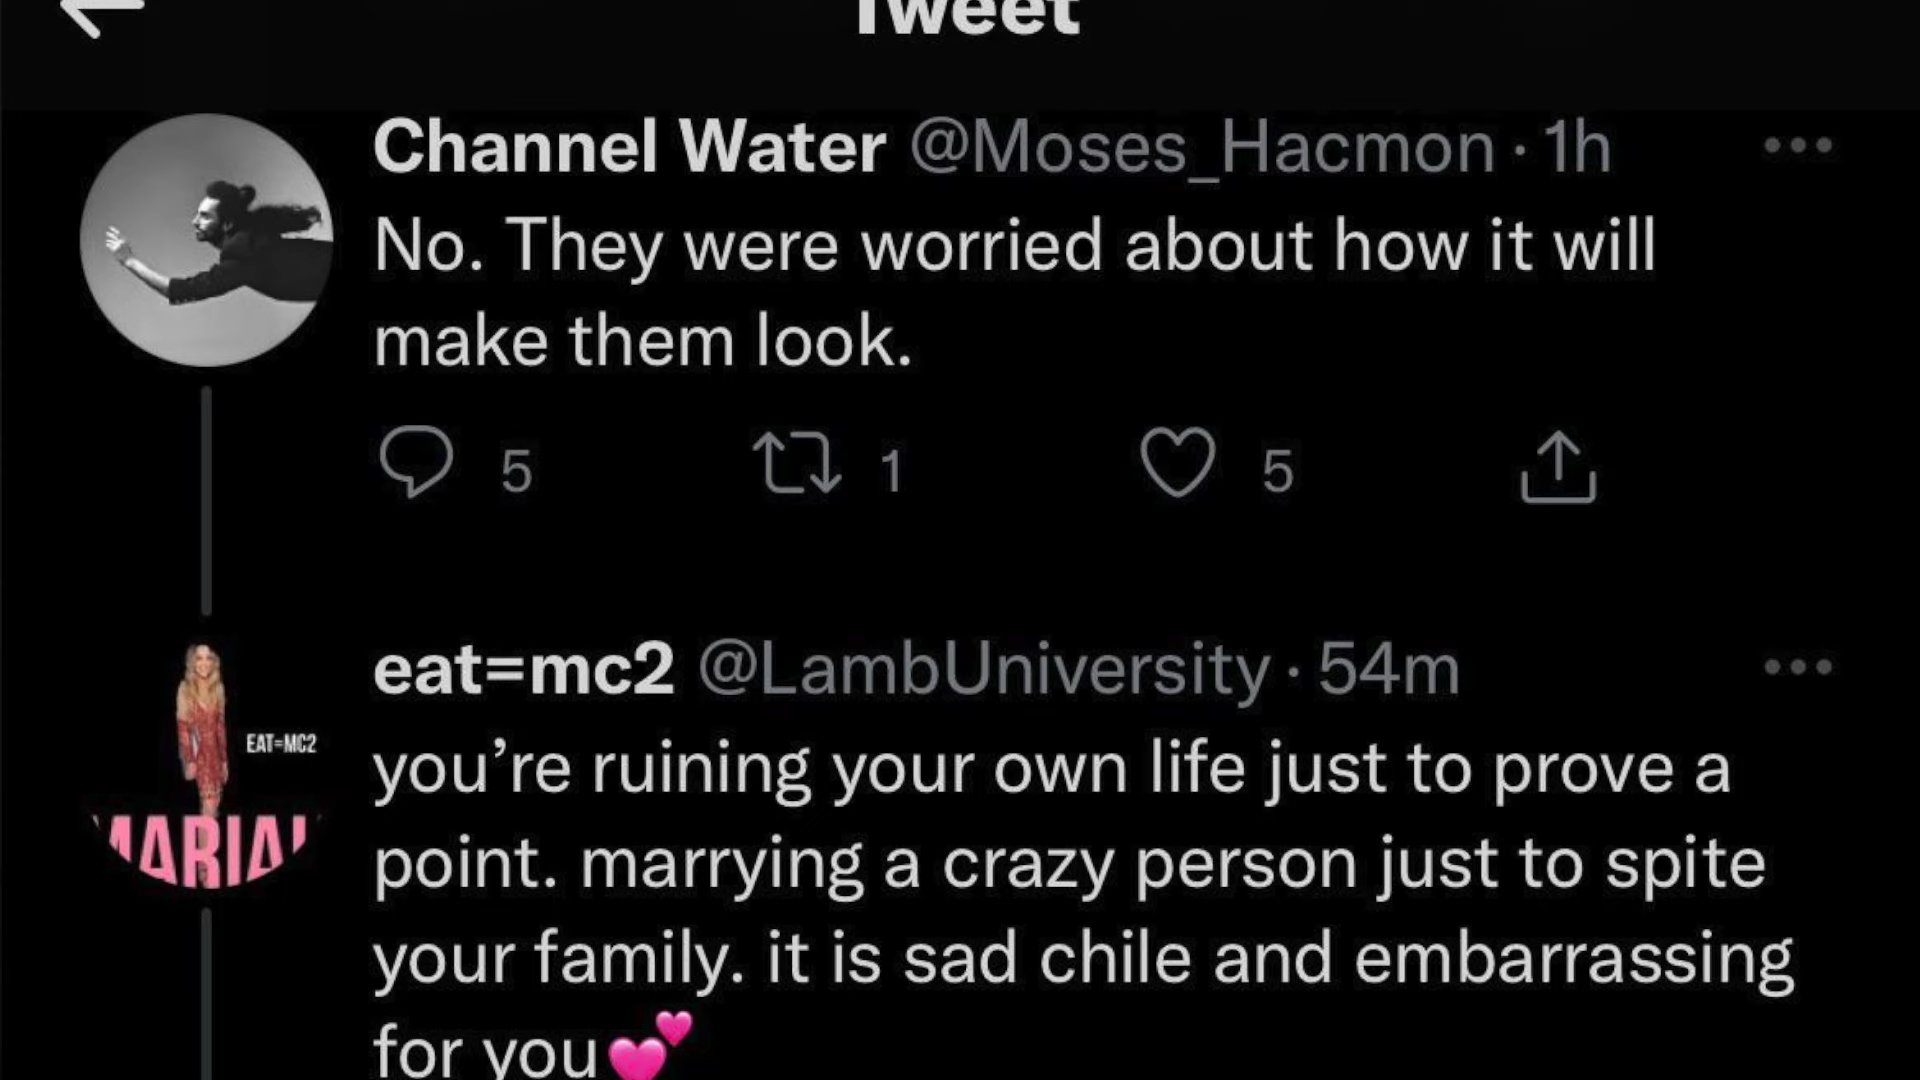 Tweet
Channel Water @Moses_Hacmon · 1h
No. They were worried about how it will
make them look.
5 1 5
eat=mc2 @LambUniversity · 54m
EAT=MC2
MARIAH
you’re ruining your own life just to prove a
point. marrying a crazy person just to spite
your family. it is sad chile and embarrassing
for you💕